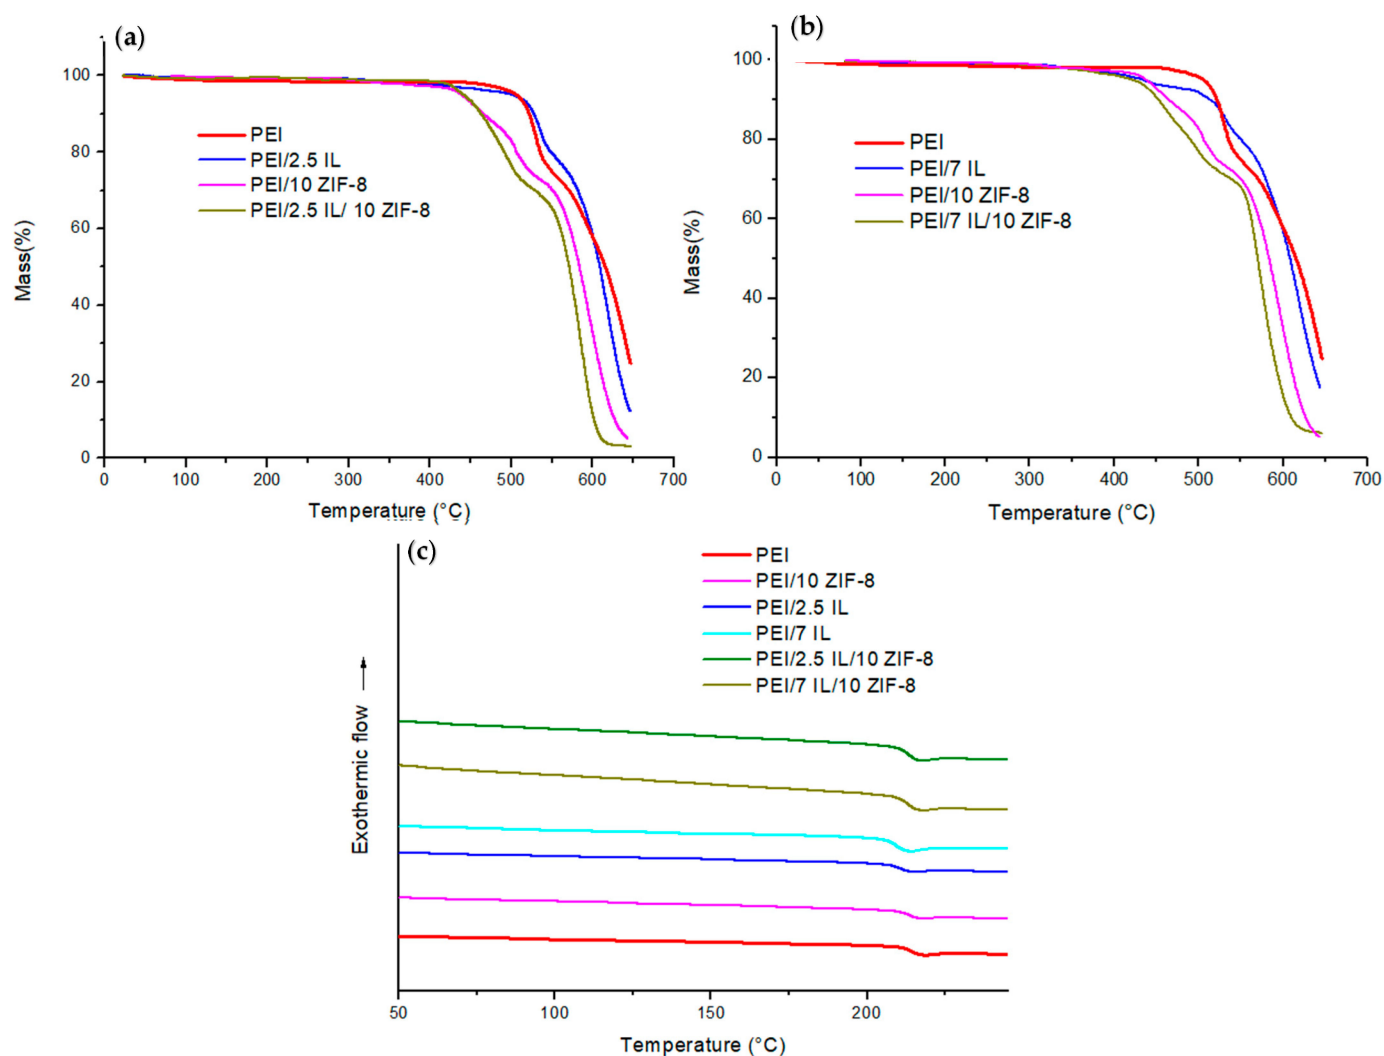 (a)
Mass(%)
100
80
60
40
20
0
PEI
PEI/2.5 IL
PEI/10 ZIF-8
PEI/2.5 IL/ 10 ZIF-8
0 100 200 300 400 500 600 700
Temperature (°C)
(b)
Mass(%)
100
80
60
40
20
0
PEI
PEI/7 IL
PEI/10 ZIF-8
PEI/7 IL/10 ZIF-8
0 100 200 300 400 500 600 700
Temperature (°C)
(c)
Exothermic flow
PEI
PEI/10 ZIF-8
PEI/2.5 IL
PEI/7 IL
PEI/2.5 IL/10 ZIF-8
PEI/7 IL/10 ZIF-8
50 100 150 200
Temperature (°C)